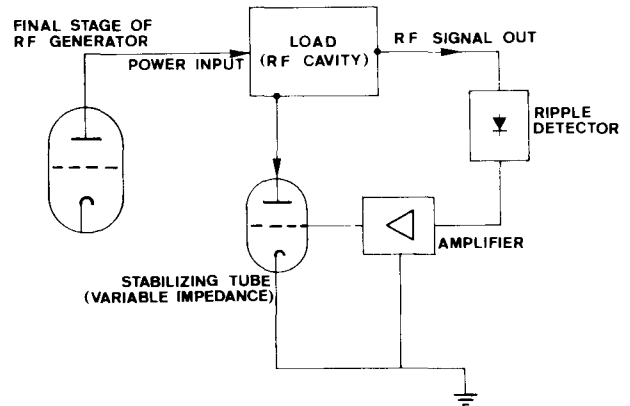 FINAL STAGE OF
RF GENERATOR
POWER INPUT
LOAD
(RF CAVITY)
RF SIGNAL OUT
RIPPLE
DETECTOR
AMPLIFIER
STABILIZING TUBE
(VARIABLE IMPEDANCE)